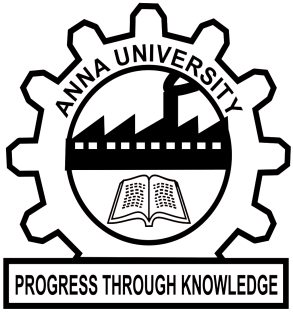 ANNA UNIVERSITY
PROGRESS THROUGH KNOWLEDGE